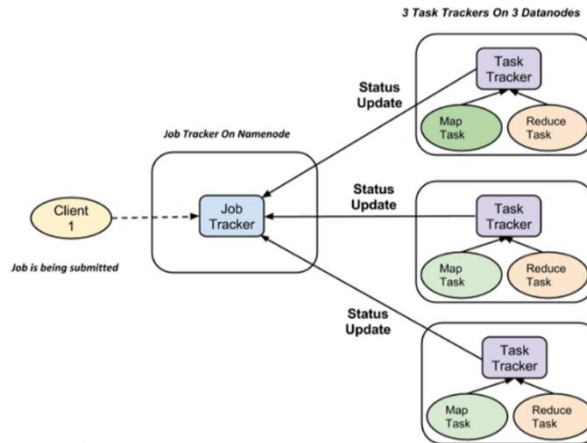 3 Task Trackers On 3 Datanodes
Task
Tracker
Status
Update
Map
Task
Reduce
Task
Job Tracker On Namenode
Client
1
Job
Tracker
Status
Update
Task
Tracker
Map
Task
Reduce
Task
Job is being submitted
Status
Update
Task
Tracker
Map
Task
Reduce
Task